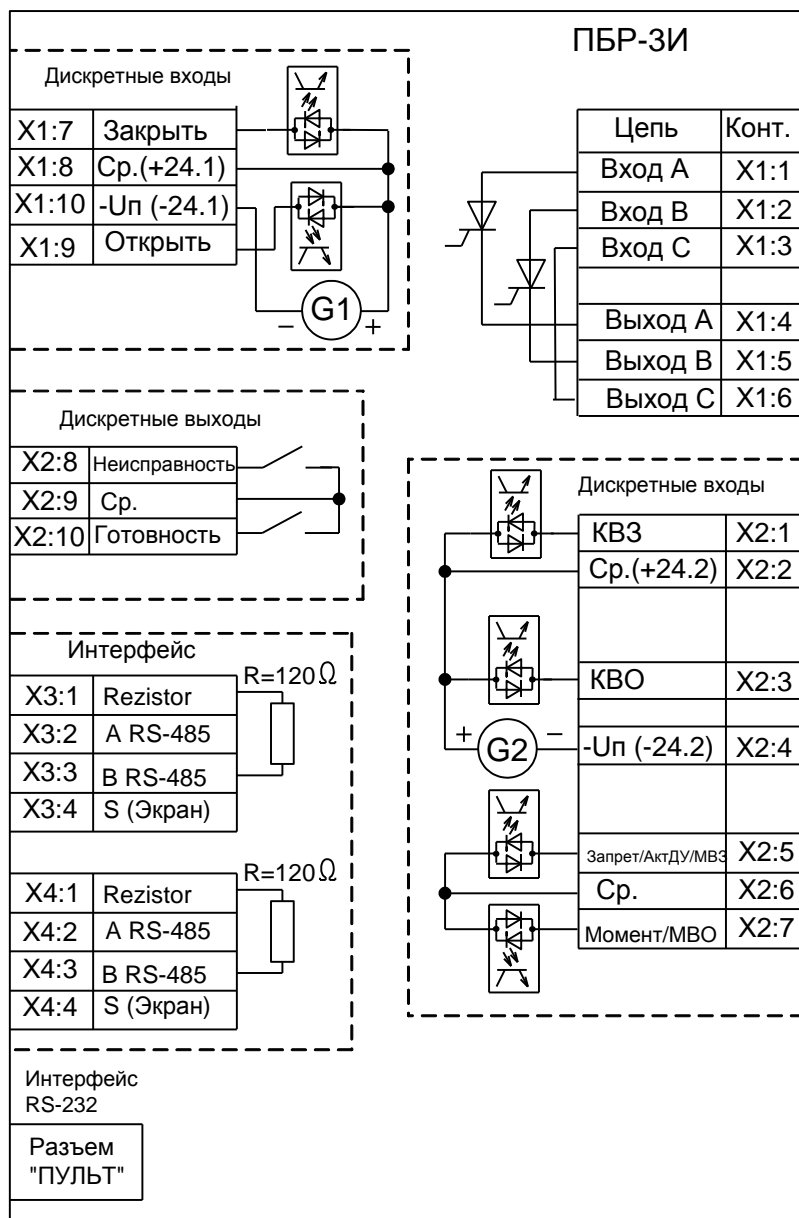 ПБР-3И
Дискретные входы
X1:7 Закрыть
X1:8 Ср.(+24.1)
X1:10 -Uп (-24.1)
X1:9 Открыть
− G1 +
Цепь Конт.
Вход А X1:1
Вход В X1:2
Вход С X1:3
Выход А X1:4
Выход В X1:5
Выход С X1:6
Дискретные выходы
X2:8 Неисправность
X2:9 Ср.
X2:10 Готовность
Дискретные входы
КВЗ X2:1
Ср.(+24.2) X2:2
КВО X2:3
+ G2 −
-Uп (-24.2) X2:4
Запрет/АктДУ/МВЗ X2:5
Ср. X2:6
Момент/МВО X2:7
Интерфейс
R=120Ω
X3:1 Rezistor
X3:2 A RS-485
X3:3 B RS-485
X3:4 S (Экран)
R=120Ω
X4:1 Rezistor
X4:2 A RS-485
X4:3 B RS-485
X4:4 S (Экран)
Интерфейс
RS-232
Разъем
"ПУЛЬТ"